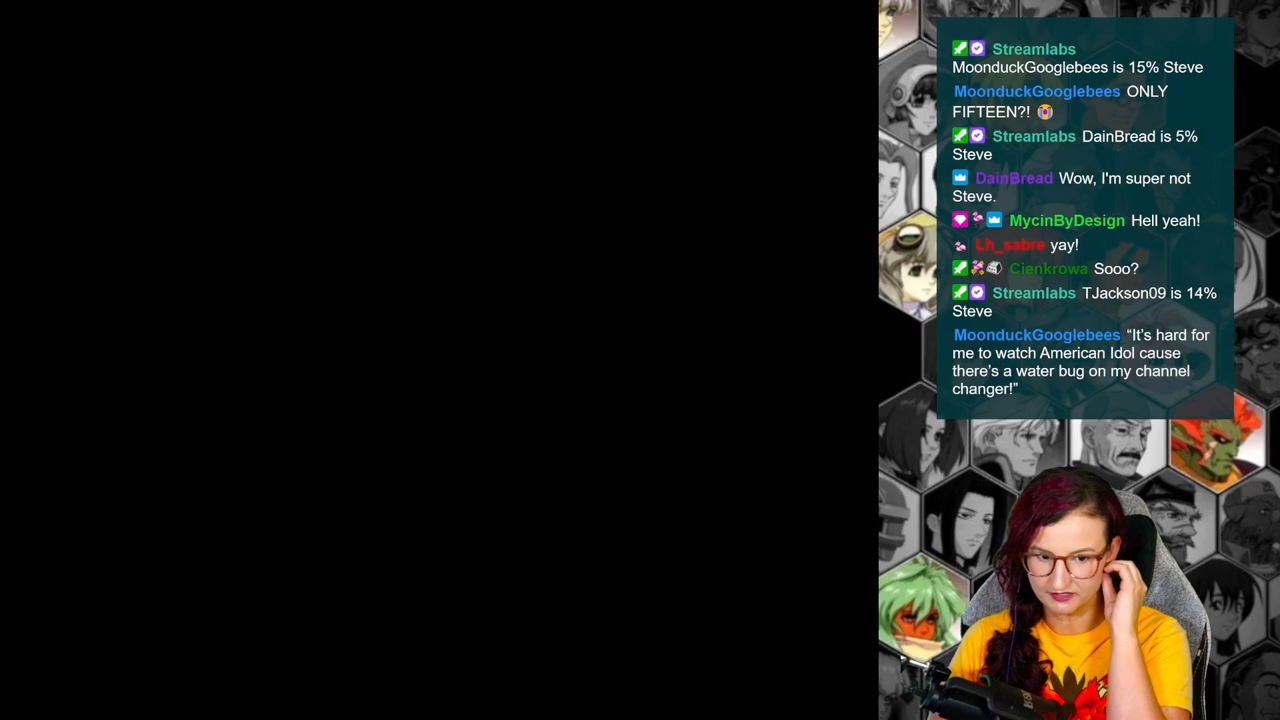 Streamlabs
MoonduckGooglebees is 15% Steve
MoonduckGooglebees ONLY
FIFTEEN?! 😭
Streamlabs DainBread is 5%
Steve
DainBread Wow, I'm super not
Steve.
MycinByDesign Hell yeah!
Lh_sabre yay!
Cienkrowa Sooo?
Streamlabs TJackson09 is 14%
Steve
MoonduckGooglebees “It’s hard for
me to watch American Idol cause
there’s a water bug on my channel
changer!”